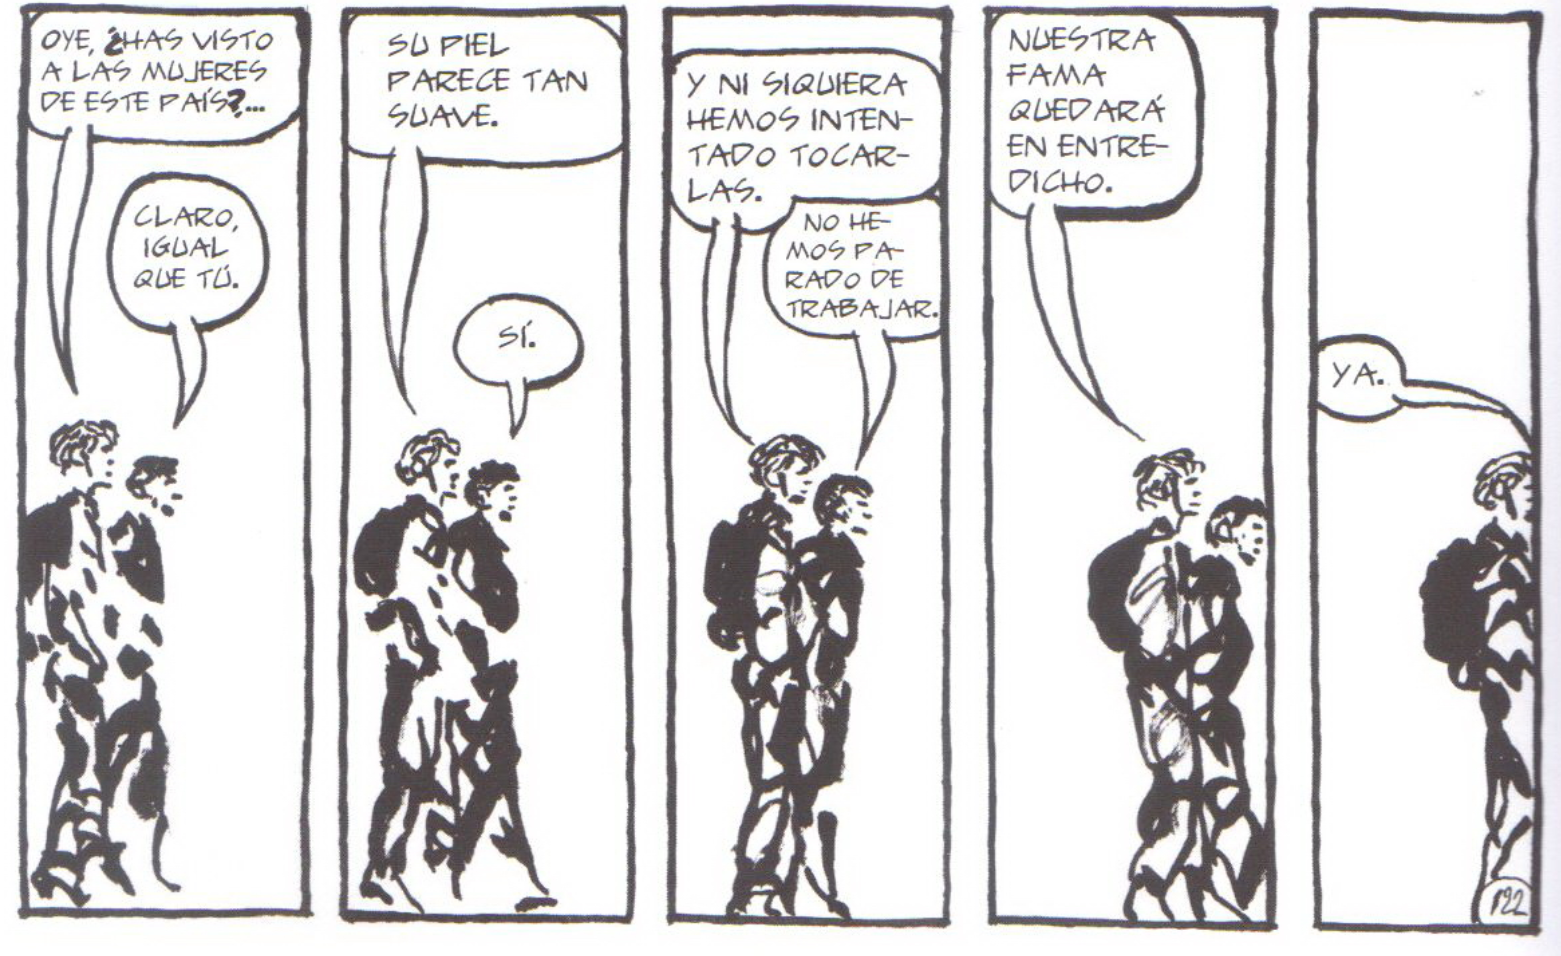 OYE, ¿HAS VISTO
A LAS MUJERES
DE ESTE PAÍS?...
CLARO,
IGUAL
QUE TÚ.
SU PIEL
PARECE TAN
SUAVE.
SÍ.
Y NI SIQUIERA
HEMOS INTEN-
TADO TOCAR-
LAS.
NO HE-
MOS PA-
RADO DE
TRABAJAR.
NUESTRA
FAMA
QUEDARÁ
EN ENTRE-
DICHO.
YA.
122